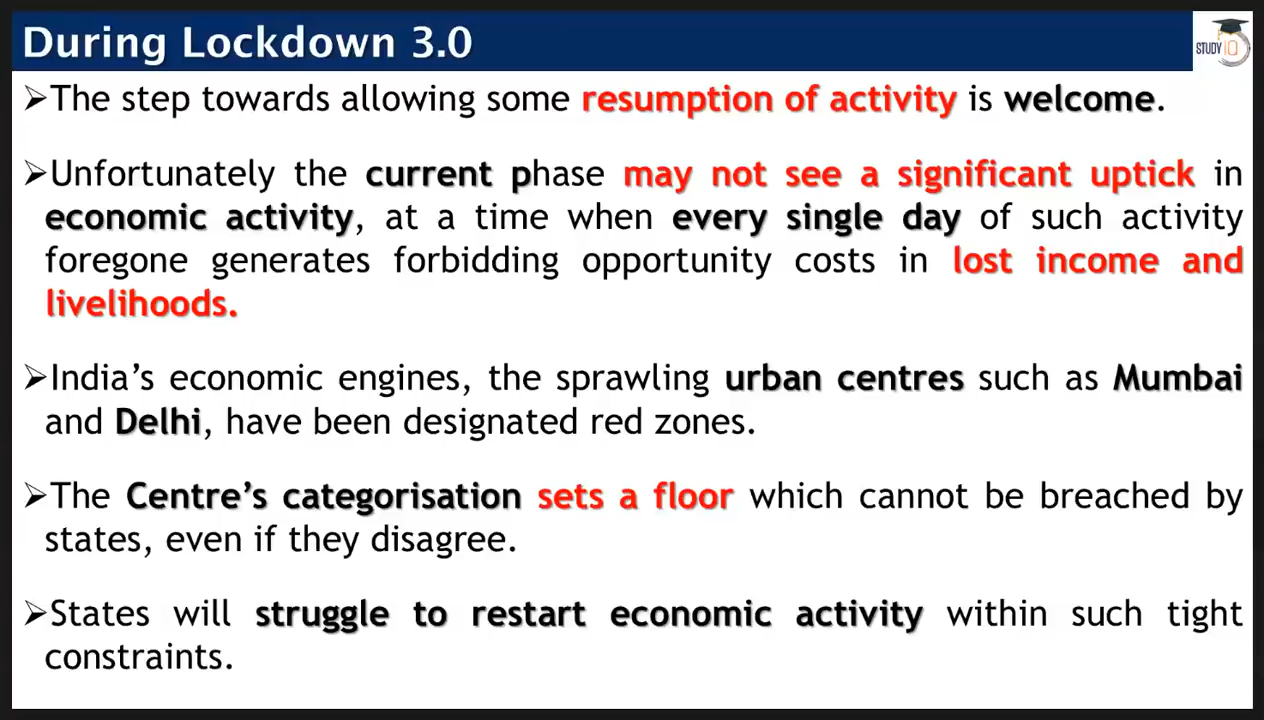 During Lockdown 3.0
STUDY IQ
➢The step towards allowing some resumption of activity is welcome.
➢Unfortunately the current phase may not see a significant uptick in
economic activity, at a time when every single day of such activity
foregone generates forbidding opportunity costs in lost income and
livelihoods.
➢India's economic engines, the sprawling urban centres such as Mumbai
and Delhi, have been designated red zones.
➢The Centre's categorisation sets a floor which cannot be breached by
states, even if they disagree.
➢States will struggle to restart economic activity within such tight
constraints.